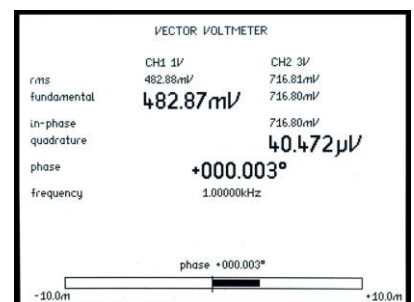 VECTOR VOLTMETER
CH1 1V CH2 3V
rms 482.88mV 716.81mV
fundamental 482.87mV 716.80mV
in-phase 716.80mV
quadrature 40.472µV
phase +000.003°
frequency 1.00000kHz
phase +000.003°
-10.0m +10.0m